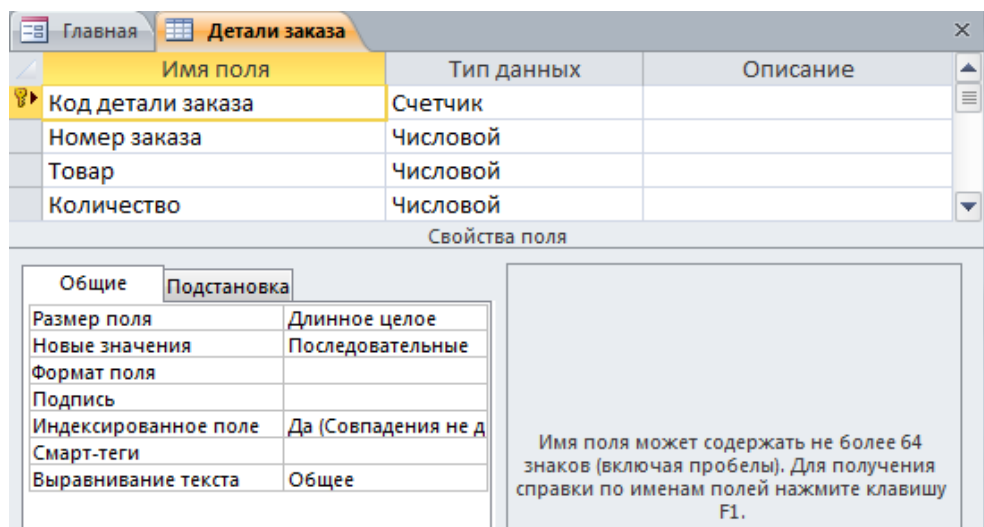 Главная Детали заказа
Имя поля Тип данных Описание
Код детали заказа Счетчик
Номер заказа Числовой
Товар Числовой
Количество Числовой
Свойства поля
Общие Подстановка
Размер поля Длинное целое
Новые значения Последовательные
Формат поля
Подпись
Индексированное поле Да (Совпадения не д
Смарт-теги
Выравнивание текста Общее
Имя поля может содержать не более 64
знаков (включая пробелы). Для получения
справки по именам полей нажмите клавишу
F1.